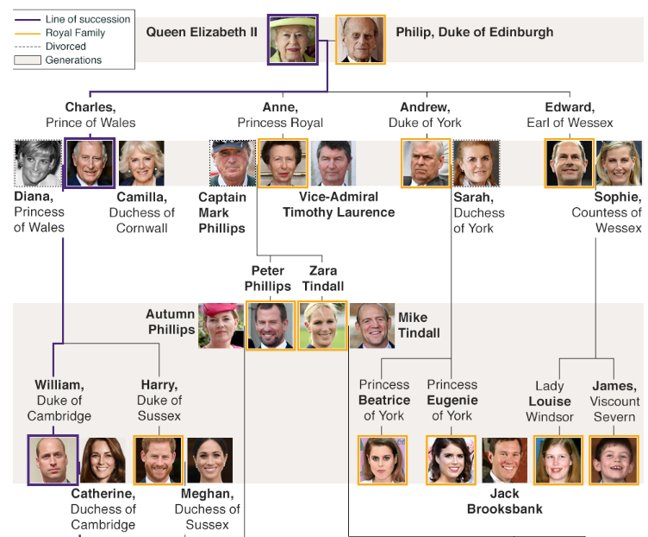 Line of succession
Royal Family
Divorced
Generations
Queen Elizabeth II
Philip, Duke of Edinburgh
Charles,
Prince of Wales
Anne,
Princess Royal
Andrew,
Duke of York
Edward,
Earl of Wessex
Diana,
Princess
of Wales
Camilla,
Duchess of
Cornwall
Captain
Mark
Phillips
Vice-Admiral
Timothy Laurence
Sarah,
Duchess
of York
Sophie,
Countess of
Wessex
Peter
Phillips
Zara
Tindall
Autumn
Phillips
Mike
Tindall
William,
Duke of
Cambridge
Harry,
Duke of
Sussex
Princess
Beatrice
of York
Princess
Eugenie
of York
Lady
Louise
Windsor
James,
Viscount
Severn
Catherine,
Duchess of
Cambridge
Meghan,
Duchess of
Sussex
Jack
Brooksbank